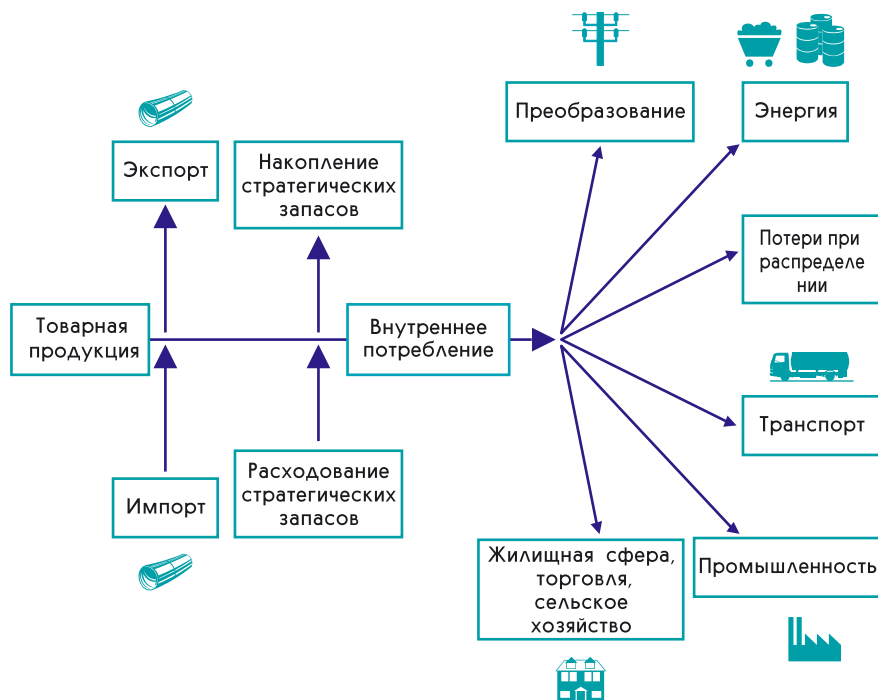 Преобразование
Энергия
Экспорт
Накопление
стратегических
запасов
Потери при
распределе
нии
Товарная
продукция
Внутреннее
потребление
Транспорт
Импорт
Расходование
стратегических
запасов
Жилищная сфера,
торговля,
сельское
хозяйство
Промышленность